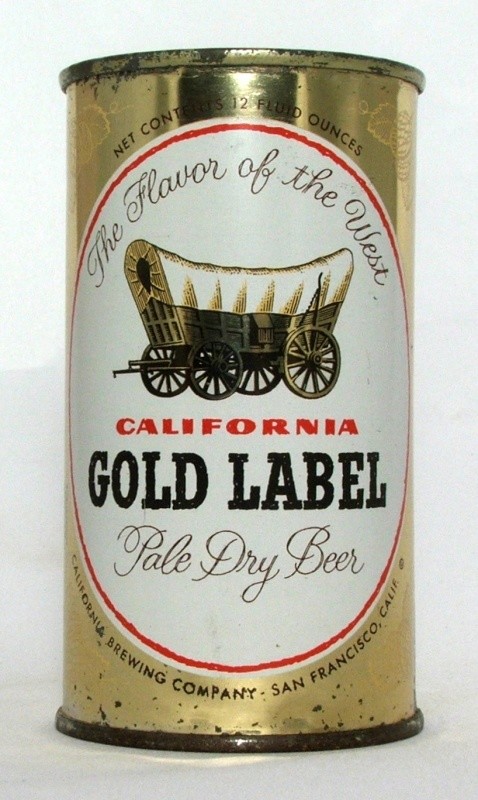 NET CONTENTS 12 FLUID OUNCES
The Flavor of the West
CALIFORNIA
GOLD LABEL
Pale Dry Beer
CALIFORNIA BREWING COMPANY · SAN FRANCISCO, CALIF. ®